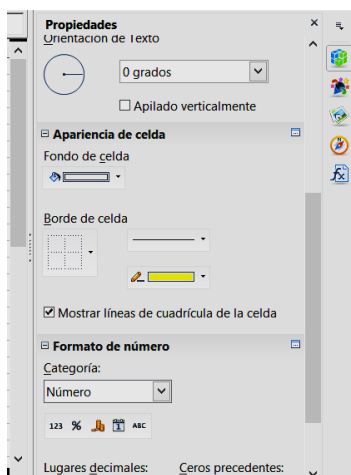 Propiedades
Orientación de Texto
0 grados
Apilado verticalmente
Apariencia de celda
Fondo de celda
Borde de celda
Mostrar líneas de cuadrícula de la celda
Formato de número
Categoría:
Número
123 % 1 ABC
Lugares decimales: Ceros precedentes: